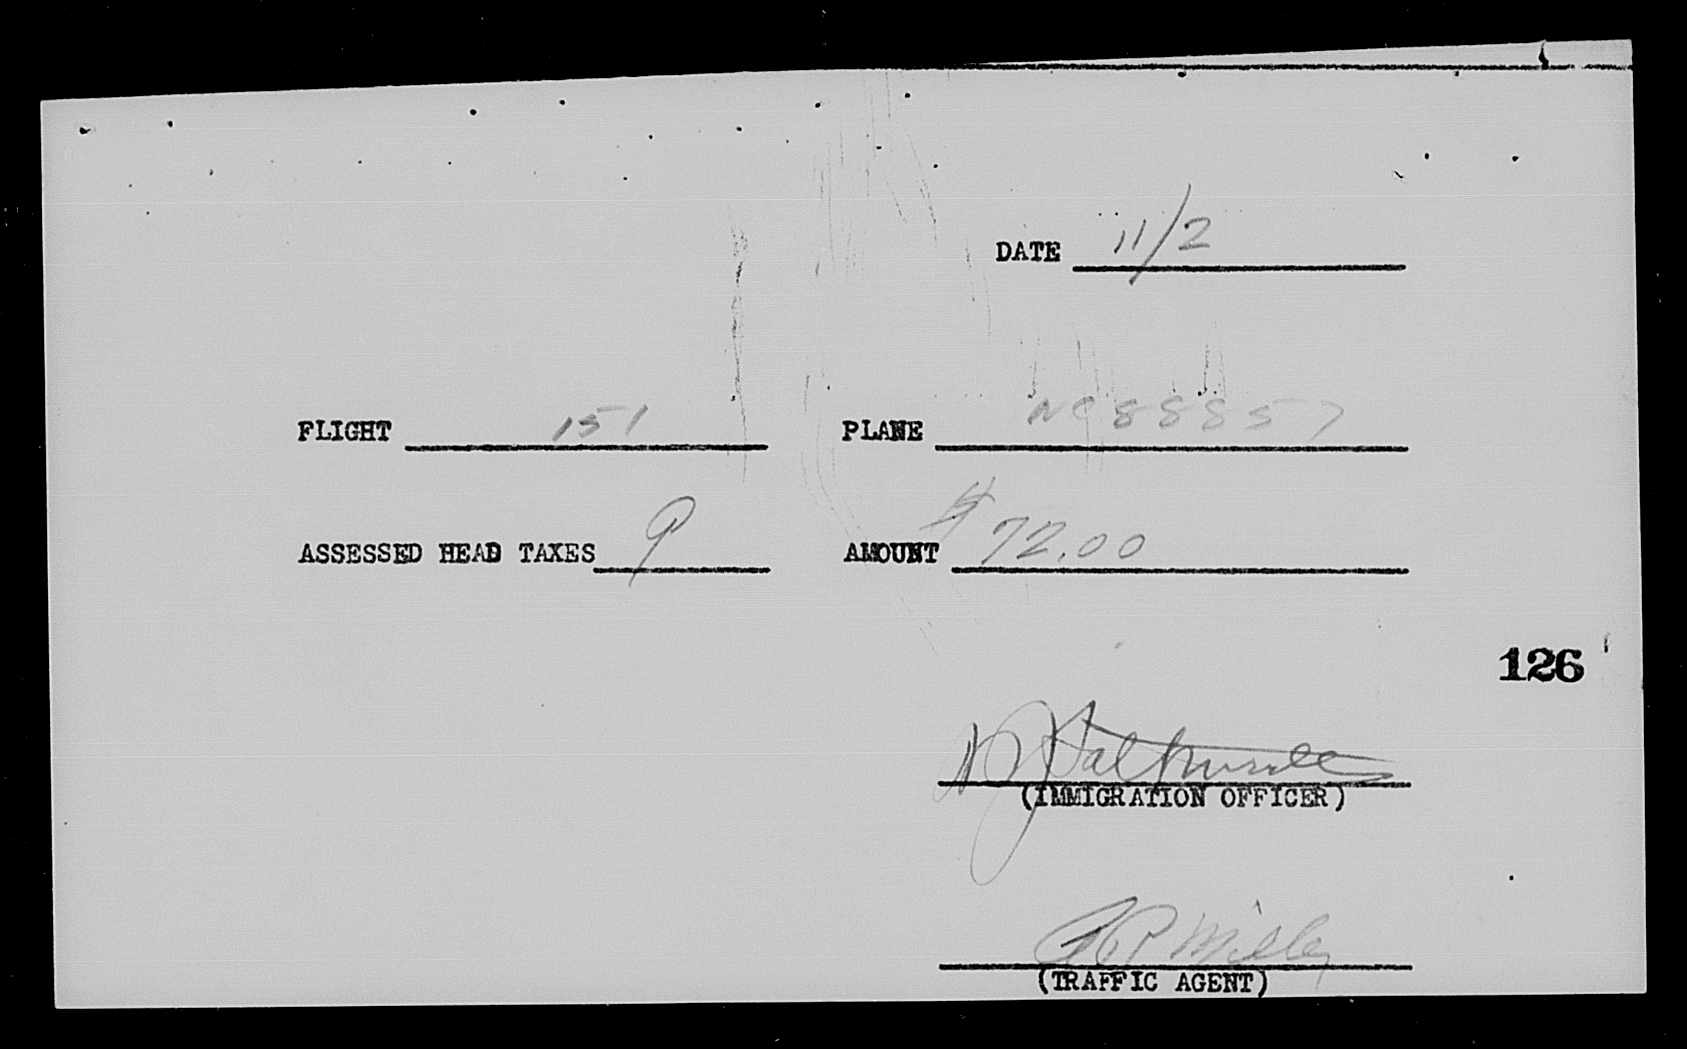 DATE 11/2
FLIGHT 151 PLANE NC88857
ASSESSED HEAD TAXES 9 AMOUNT $72.00
126
(IMMIGRATION OFFICER)
(TRAFFIC AGENT)